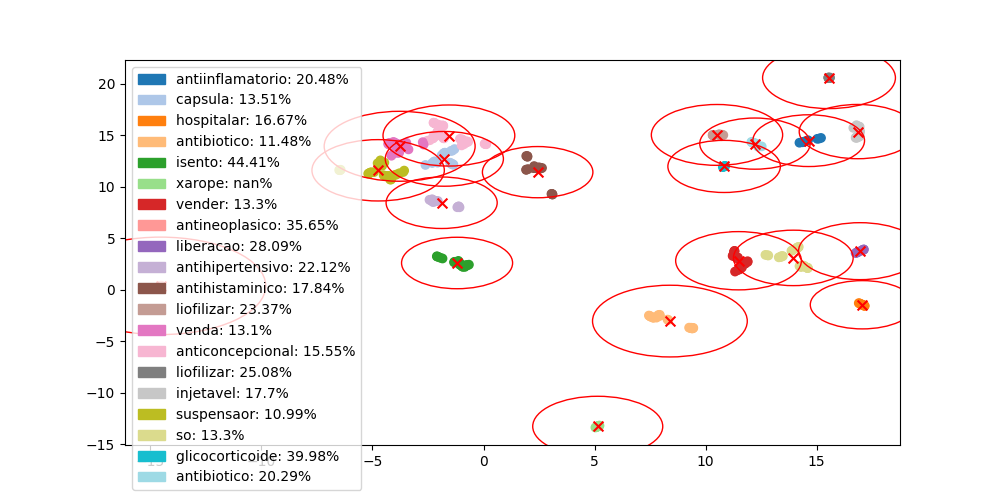 20
15
10
5
0
−5
−10
−15
antiinflamatorio: 20.48%
capsula: 13.51%
hospitalar: 16.67%
antibiotico: 11.48%
isento: 44.41%
xarope: nan%
vender: 13.3%
antineoplasico: 35.65%
liberacao: 28.09%
antihipertensivo: 22.12%
antihistaminico: 17.84%
liofilizar: 23.37%
venda: 13.1%
anticoncepcional: 15.55%
liofilizar: 25.08%
injetavel: 17.7%
suspensaor: 10.99%
so: 13.3%
glicocorticoide: 39.98%
antibiotico: 20.29%
−15 −10 −5 0 5 10 15